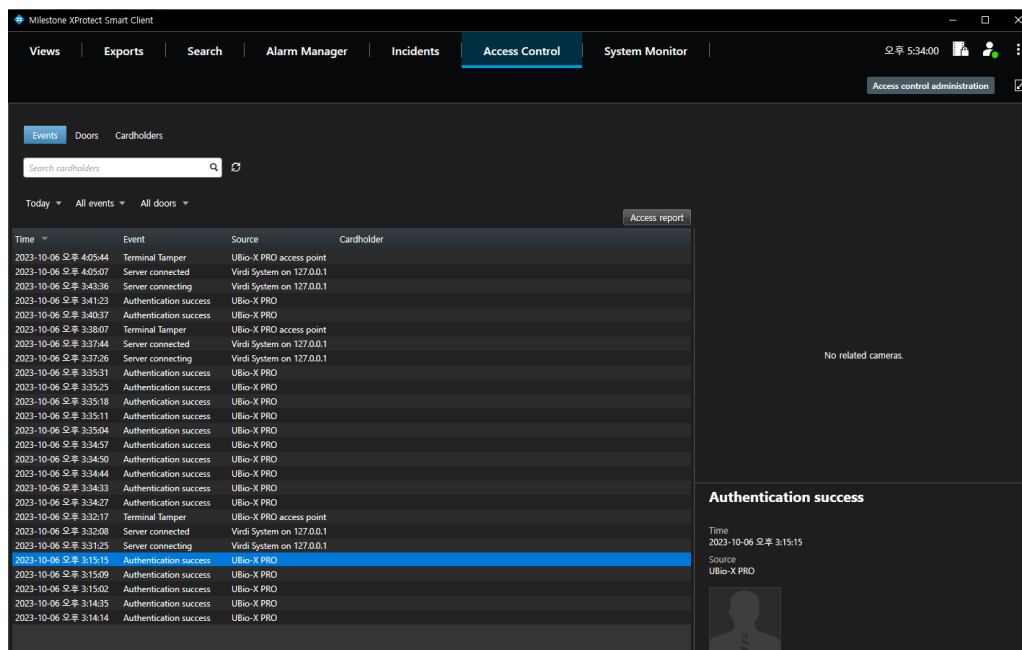 Milestone XProtect Smart Client
Views Exports Search Alarm Manager Incidents Access Control System Monitor 오후 5:34:00
Access control administration
Events Doors Cardholders
Search cardholders
Today All events All doors
Access report
Time Event Source Cardholder
2023-10-06 오후 4:05:44 Terminal Tamper UBio-X PRO access point
2023-10-06 오후 4:05:07 Server connected Virdi System on 127.0.0.1
2023-10-06 오후 3:43:36 Server connecting Virdi System on 127.0.0.1
2023-10-06 오후 3:41:23 Authentication success UBio-X PRO
2023-10-06 오후 3:40:37 Authentication success UBio-X PRO
2023-10-06 오후 3:38:07 Terminal Tamper UBio-X PRO access point
2023-10-06 오후 3:37:44 Server connected Virdi System on 127.0.0.1
2023-10-06 오후 3:37:26 Server connecting Virdi System on 127.0.0.1
2023-10-06 오후 3:35:31 Authentication success UBio-X PRO
2023-10-06 오후 3:35:25 Authentication success UBio-X PRO
2023-10-06 오후 3:35:18 Authentication success UBio-X PRO
2023-10-06 오후 3:35:11 Authentication success UBio-X PRO
2023-10-06 오후 3:35:04 Authentication success UBio-X PRO
2023-10-06 오후 3:34:57 Authentication success UBio-X PRO
2023-10-06 오후 3:34:50 Authentication success UBio-X PRO
2023-10-06 오후 3:34:44 Authentication success UBio-X PRO
2023-10-06 오후 3:34:33 Authentication success UBio-X PRO
2023-10-06 오후 3:34:27 Authentication success UBio-X PRO
2023-10-06 오후 3:32:17 Terminal Tamper UBio-X PRO access point
2023-10-06 오후 3:32:08 Server connected Virdi System on 127.0.0.1
2023-10-06 오후 3:31:25 Server connecting Virdi System on 127.0.0.1
2023-10-06 오후 3:15:15 Authentication success UBio-X PRO
2023-10-06 오후 3:15:09 Authentication success UBio-X PRO
2023-10-06 오후 3:15:02 Authentication success UBio-X PRO
2023-10-06 오후 3:14:35 Authentication success UBio-X PRO
2023-10-06 오후 3:14:14 Authentication success UBio-X PRO
No related cameras.
Authentication success
Time
2023-10-06 오후 3:15:15
Source
UBio-X PRO